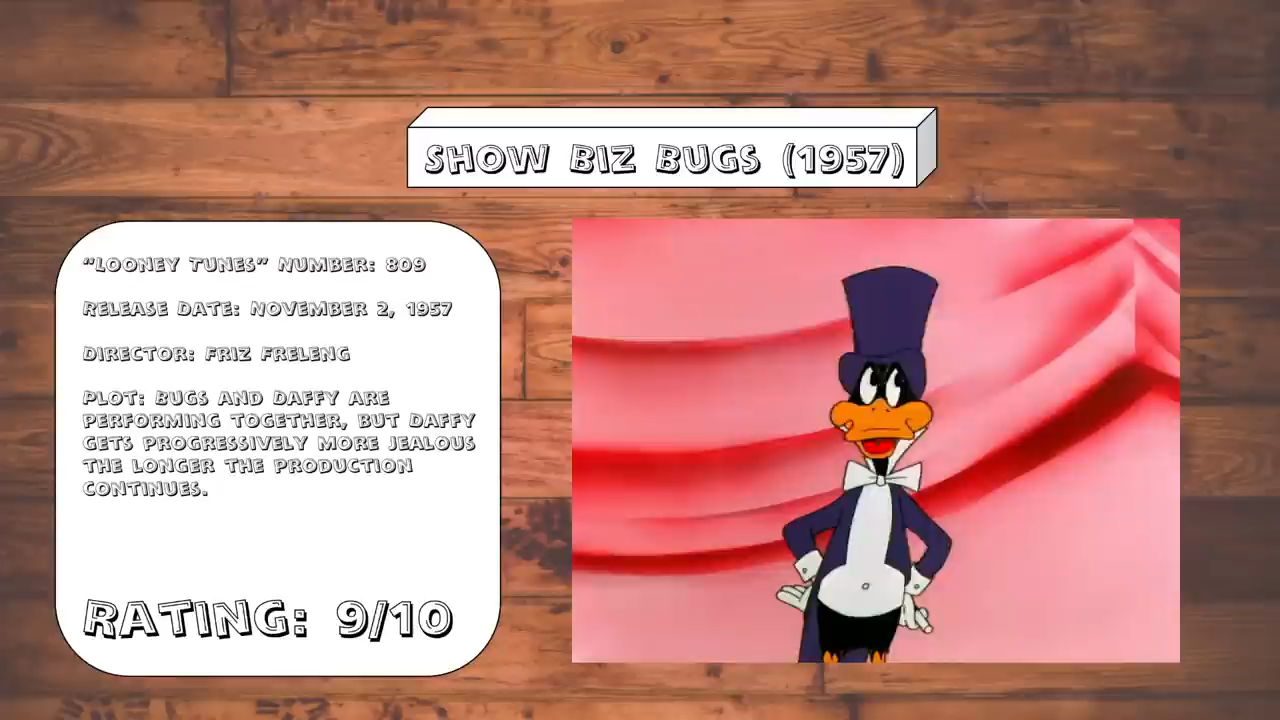 SHOW BIZ BUGS (1957)
"LOONEY TUNES" NUMBER: 809
RELEASE DATE: NOVEMBER 2, 1957
DIRECTOR: FRIZ FRELENG
PLOT: BUGS AND DAFFY ARE
PERFORMING TOGETHER, BUT DAFFY
GETS PROGRESSIVELY MORE JEALOUS
THE LONGER THE PRODUCTION
CONTINUES.
RATING: 9/10